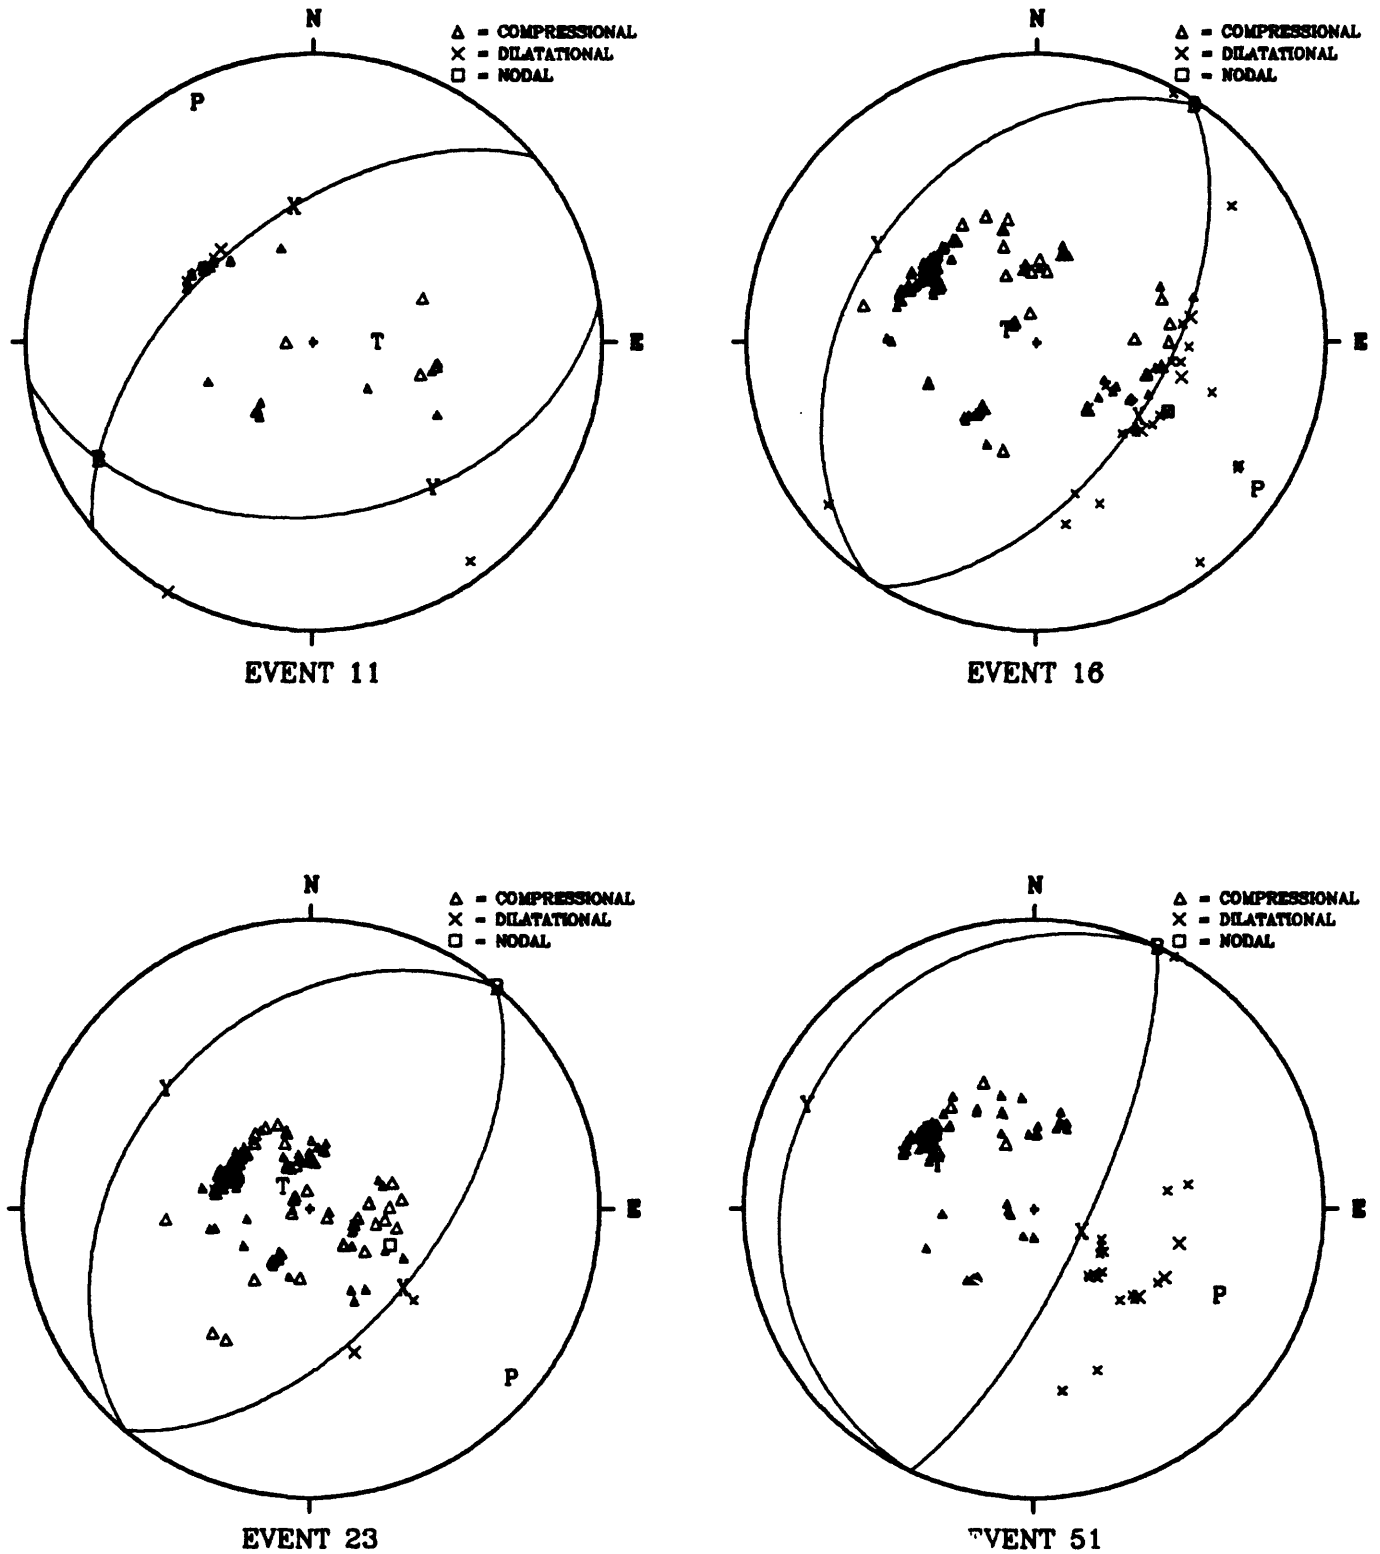 N
△ = COMPRESSIONAL
× = DILATATIONAL
□ = NODAL
P
X
T
E
B
Y
EVENT 11
N
△ = COMPRESSIONAL
× = DILATATIONAL
□ = NODAL
B
Y
T
E
X
P
EVENT 16
N
△ = COMPRESSIONAL
× = DILATATIONAL
□ = NODAL
B
Y
T
E
X
P
EVENT 23
N
△ = COMPRESSIONAL
× = DILATATIONAL
□ = NODAL
B
Y
T
E
X
P
EVENT 51